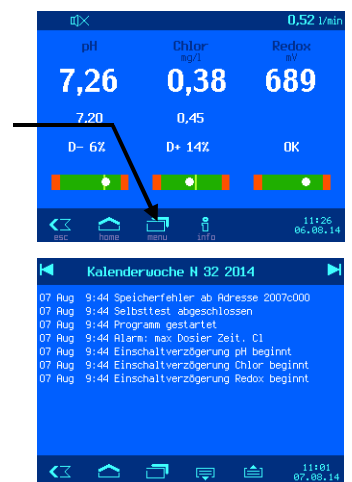 0,52 l/min
pH Chlor Redox
mg/l mV
7,26 0,38 689
7,20 0,45
D- 6% D+ 14% OK
esc home menu info
11:26
06.08.14
Kalenderwoche N 32 2014
07 Aug 9:44 Speicherfehler ab Adresse 2007c000
07 Aug 9:44 Selbsttest abgeschlossen
07 Aug 9:44 Programm gestartet
07 Aug 9:44 Alarm: max Dosier Zeit. Cl
07 Aug 9:44 Einschaltverzögerung pH beginnt
07 Aug 9:44 Einschaltverzögerung Chlor beginnt
07 Aug 9:44 Einschaltverzögerung Redox beginnt
11:01
07.08.14